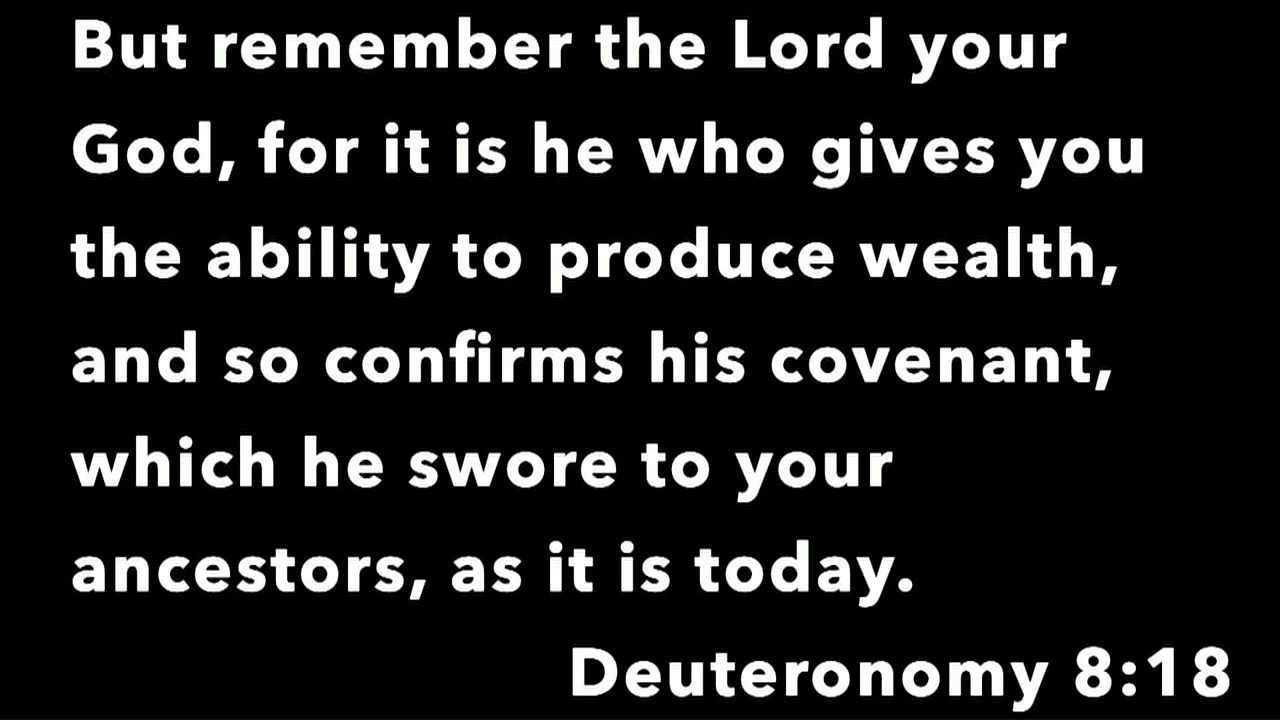 But remember the Lord your
God, for it is he who gives you
the ability to produce wealth,
and so confirms his covenant,
which he swore to your
ancestors, as it is today.
Deuteronomy 8:18